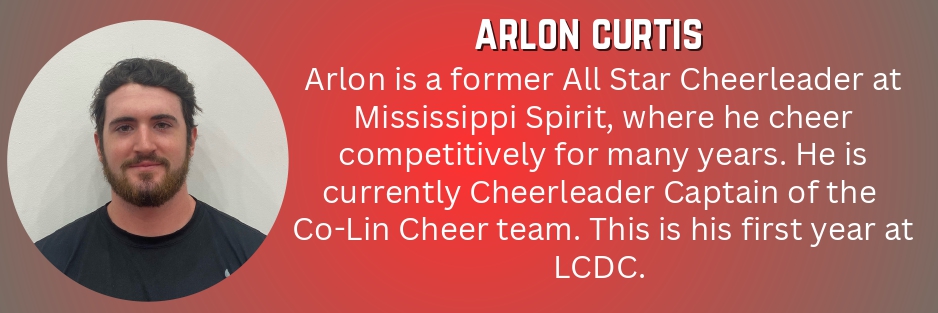 ARLON CURTIS
Arlon is a former All Star Cheerleader at
Mississippi Spirit, where he cheer
competitively for many years. He is
currently Cheerleader Captain of the
Co-Lin Cheer team. This is his first year at
LCDC.